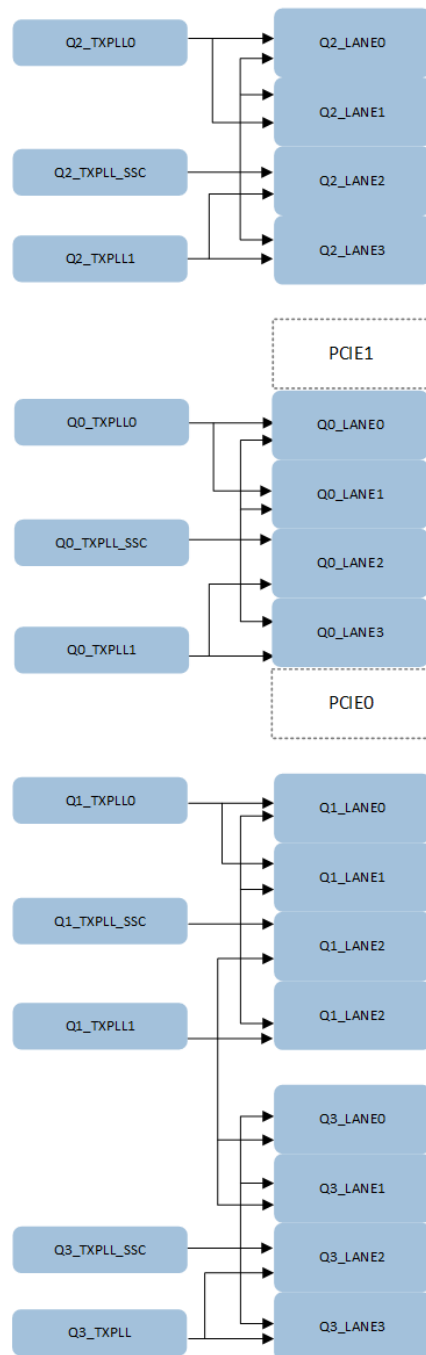 Q2_TXPLL0
Q2_LANE0
Q2_LANE1
Q2_TXPLL_SSC
Q2_LANE2
Q2_TXPLL1
Q2_LANE3
PCIE1
Q0_TXPLL0
Q0_LANE0
Q0_LANE1
Q0_TXPLL_SSC
Q0_LANE2
Q0_TXPLL1
Q0_LANE3
PCIE0
Q1_TXPLL0
Q1_LANE0
Q1_LANE1
Q1_TXPLL_SSC
Q1_LANE2
Q1_TXPLL1
Q1_LANE2
Q3_LANE0
Q3_LANE1
Q3_TXPLL_SSC
Q3_LANE2
Q3_TXPLL
Q3_LANE3